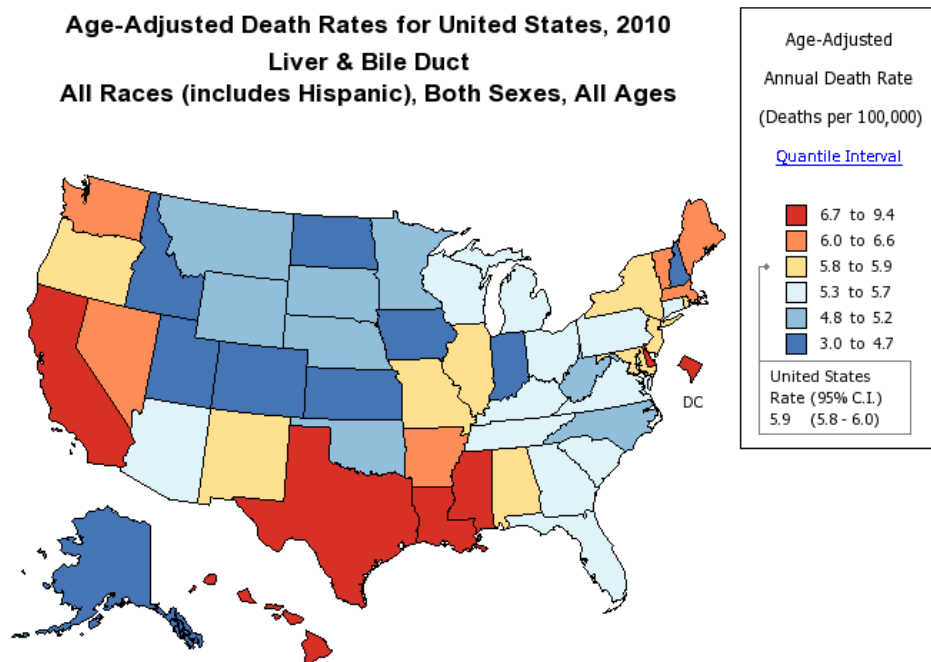 Age-Adjusted Death Rates for United States, 2010
Liver & Bile Duct
All Races (includes Hispanic), Both Sexes, All Ages
Age-Adjusted
Annual Death Rate
(Deaths per 100,000)
Quantile Interval
6.7 to 9.4
6.0 to 6.6
5.8 to 5.9
5.3 to 5.7
4.8 to 5.2
3.0 to 4.7
United States
Rate (95% C.I.)
5.9 (5.8 - 6.0)
DC